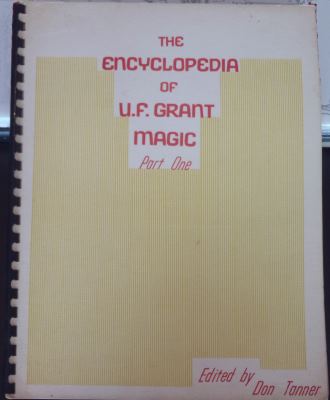 THE
ENCYCLOPEDIA
OF
U.F. GRANT
MAGIC
Part One
Edited by
Don Tanner